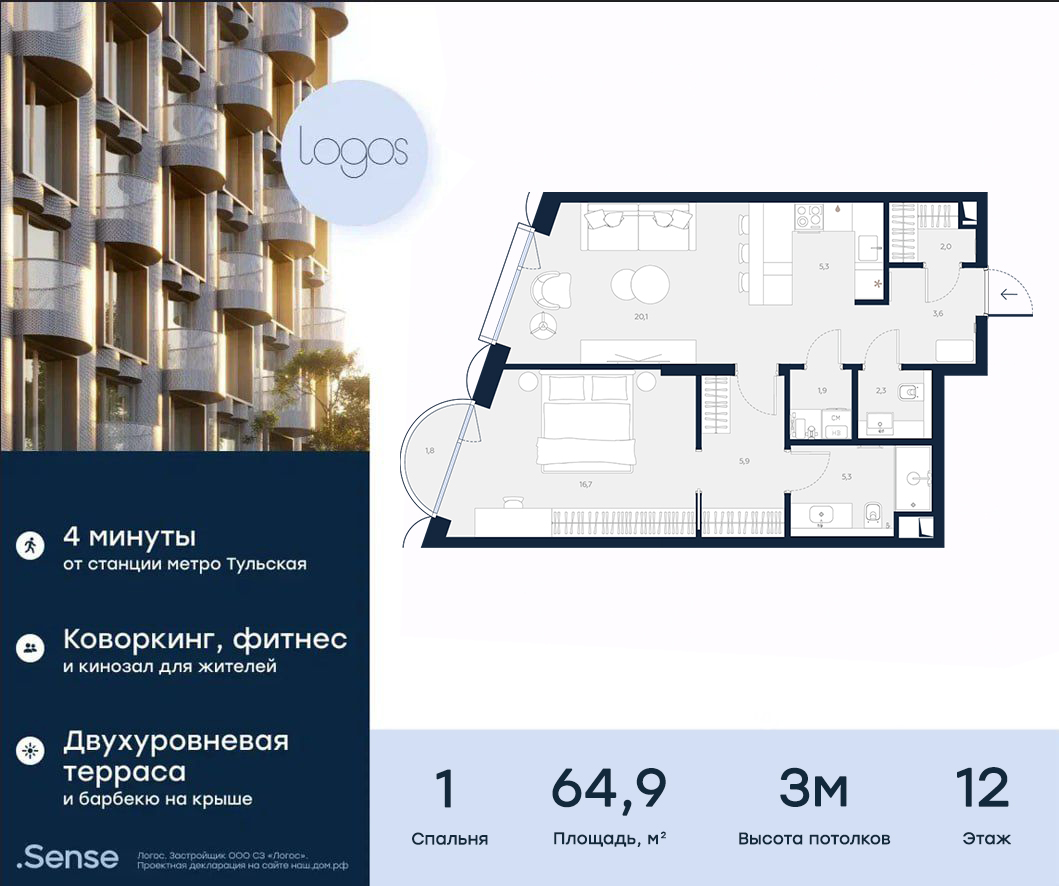 logos
2,0
5,3
3,6
20,1
1,9
2,3
СМ
1,8
5,9
5,3
16,7
4 минуты
от станции метро Тульская
Коворкинг, фитнес
и кинозал для жителей
Двухуровневая
терраса
и барбекю на крыше
.Sense
Логос. Застройщик ООО СЗ «Логос».
Проектная декларация на сайте наш.дом.рф
1
Спальня
64,9
Площадь, м²
3м
Высота потолков
12
Этаж